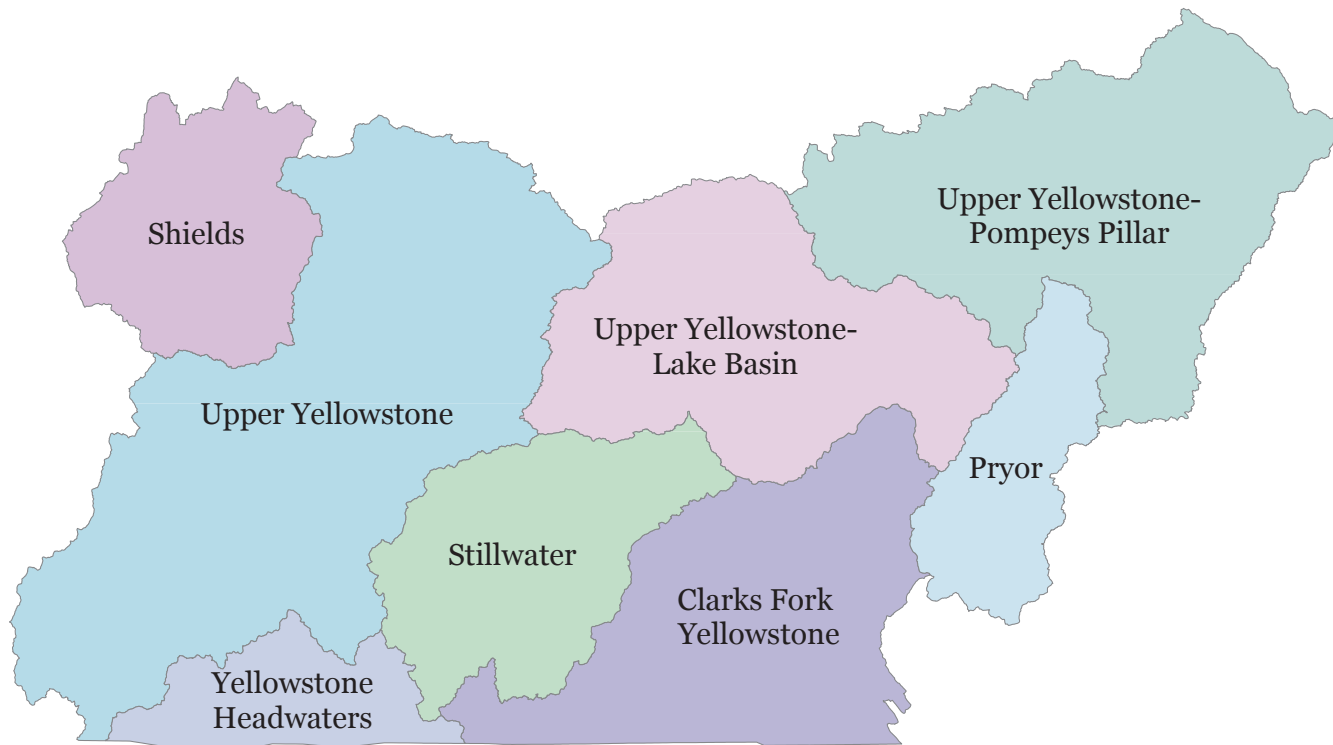 Shields
Upper Yellowstone-
Pompeys Pillar
Upper Yellowstone-
Lake Basin
Upper Yellowstone
Pryor
Stillwater
Clarks Fork
Yellowstone
Yellowstone
Headwaters